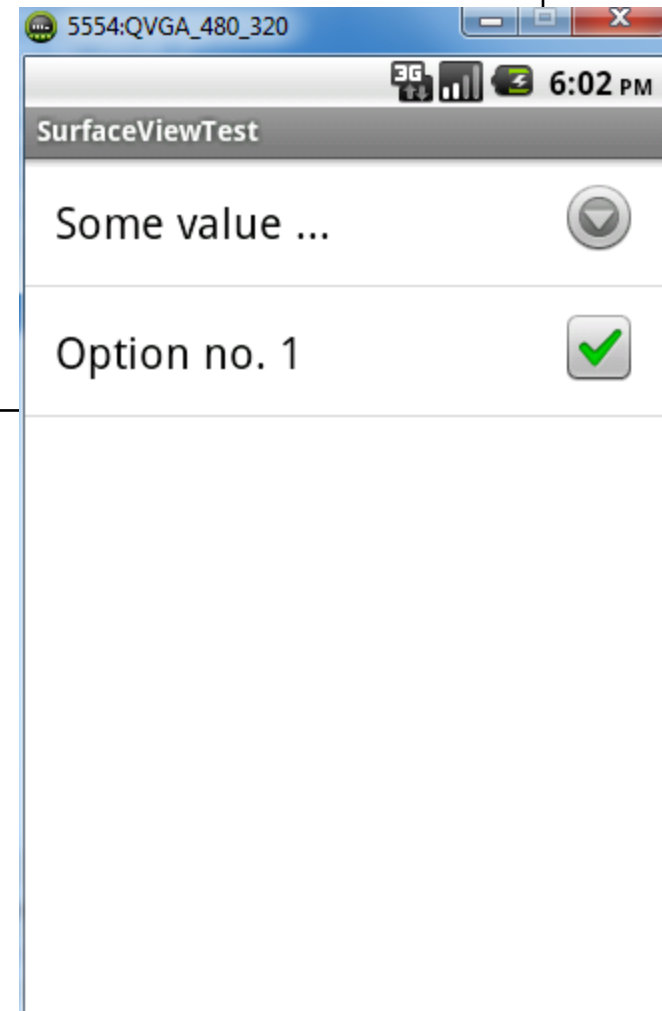 5554:QVGA_480_320
3G 6:02 PM
SurfaceViewTest
Some value ...
Option no. 1